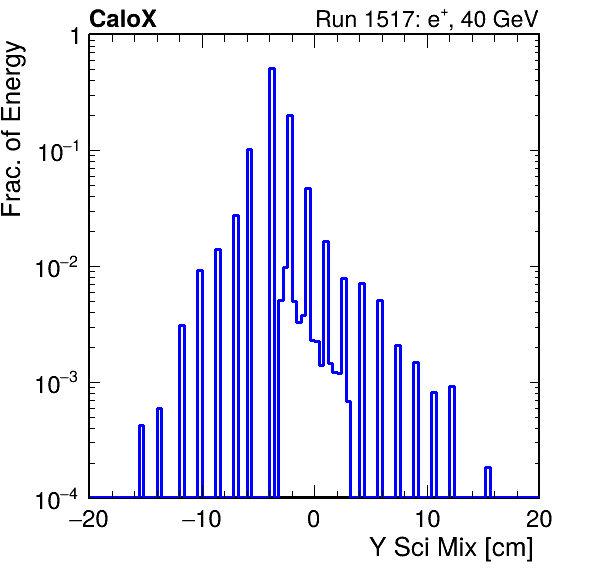 CaloX Run 1517: e⁺, 40 GeV
Frac. of Energy
1
10⁻¹
10⁻²
10⁻³
10⁻⁴
−20 −10 0 10 20
Y Sci Mix [cm]